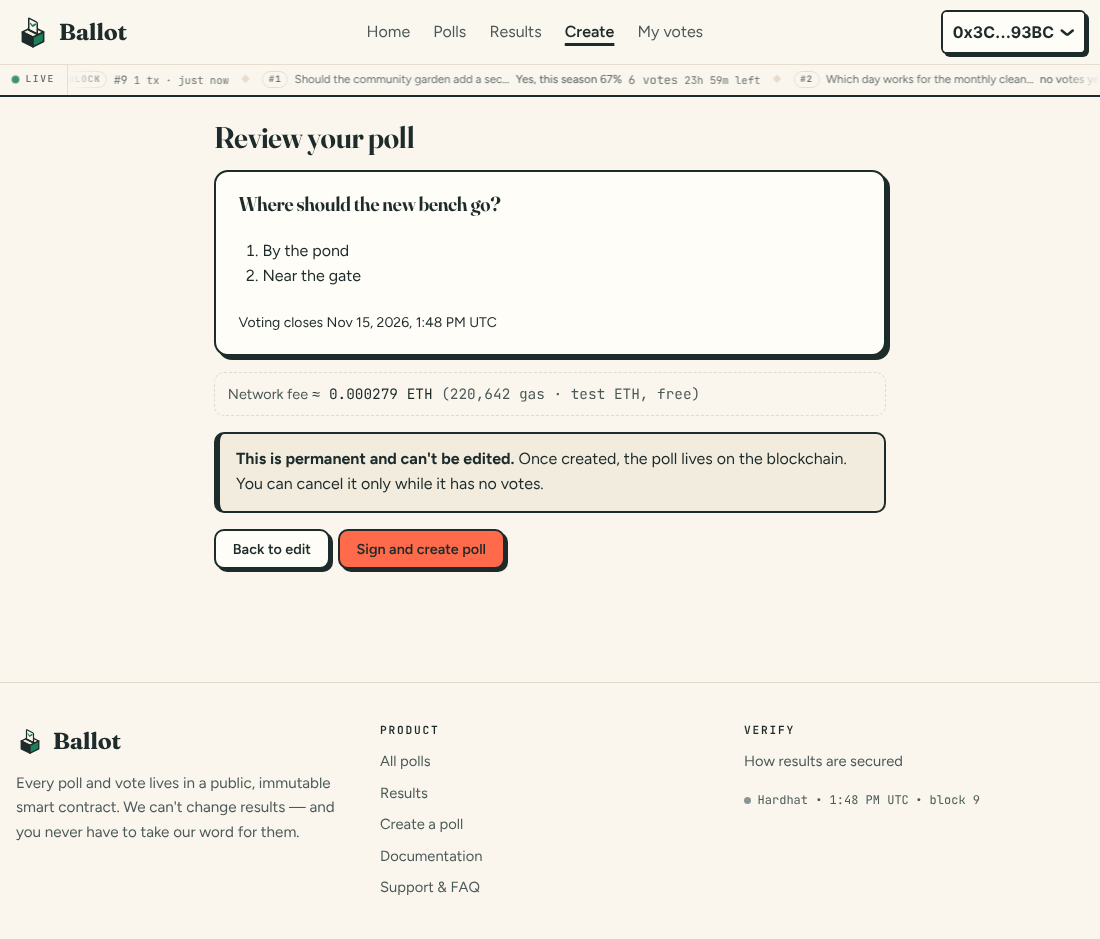 Ballot
Home Polls Results Create My votes
0x3C...93BC
LIVE
#9 1 tx · just now ◆ #1 Should the community garden add a sec... Yes, this season 67% 6 votes 23h 59m left ◆ #2 Which day works for the monthly clean... no votes
Review your poll
Where should the new bench go?
1. By the pond
2. Near the gate
Voting closes Nov 15, 2026, 1:48 PM UTC
Network fee ≈ 0.000279 ETH (220,642 gas · test ETH, free)
This is permanent and can't be edited. Once created, the poll lives on the blockchain.
You can cancel it only while it has no votes.
Back to edit
Sign and create poll
Ballot
Every poll and vote lives in a public, immutable
smart contract. We can't change results — and
you never have to take our word for them.
PRODUCT
All polls
Results
Create a poll
Documentation
Support & FAQ
VERIFY
How results are secured
Hardhat • 1:48 PM UTC • block 9